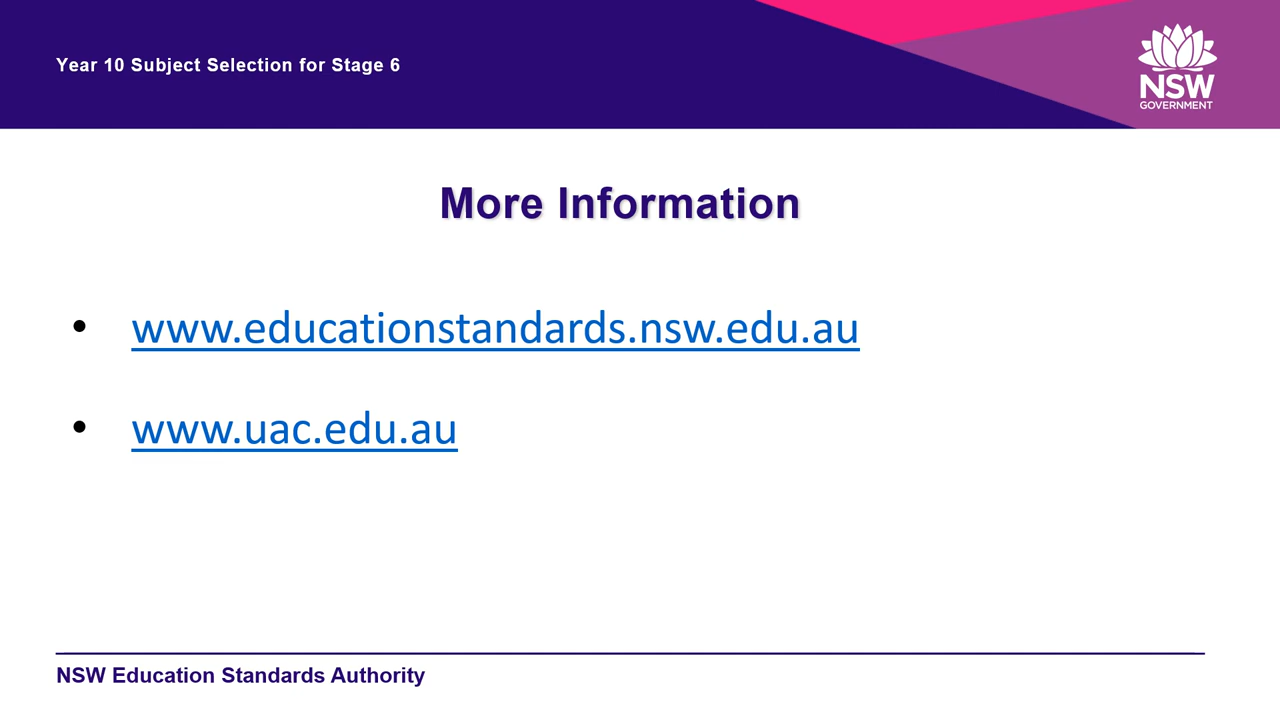 Year 10 Subject Selection for Stage 6
NSW
GOVERNMENT
More Information
• www.educationstandards.nsw.edu.au
• www.uac.edu.au
NSW Education Standards Authority